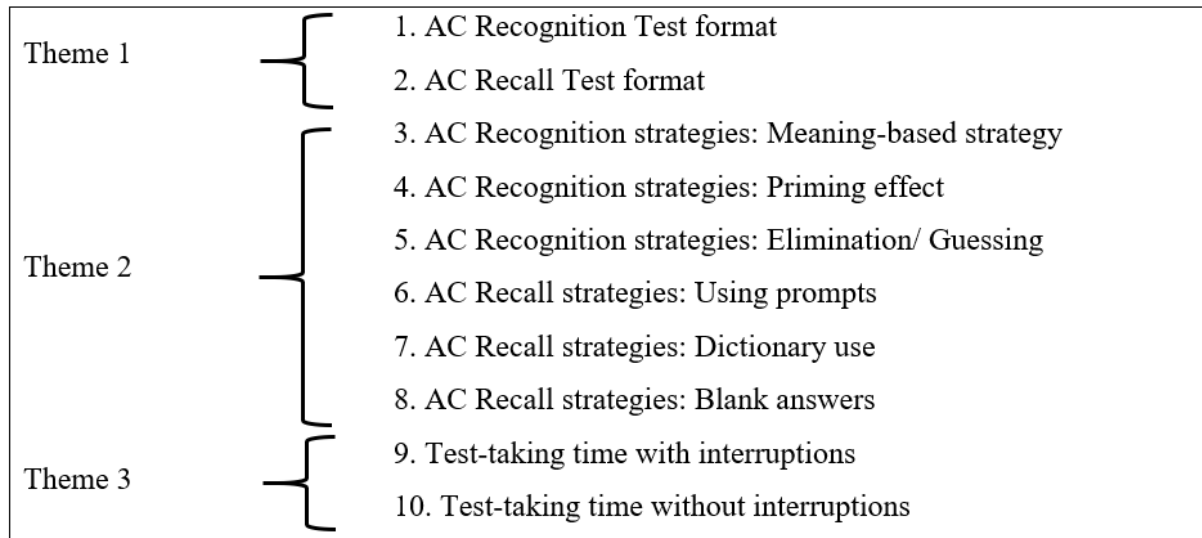 Theme 1
1. AC Recognition Test format
2. AC Recall Test format
Theme 2
3. AC Recognition strategies: Meaning-based strategy
4. AC Recognition strategies: Priming effect
5. AC Recognition strategies: Elimination/ Guessing
6. AC Recall strategies: Using prompts
7. AC Recall strategies: Dictionary use
8. AC Recall strategies: Blank answers
Theme 3
9. Test-taking time with interruptions
10. Test-taking time without interruptions